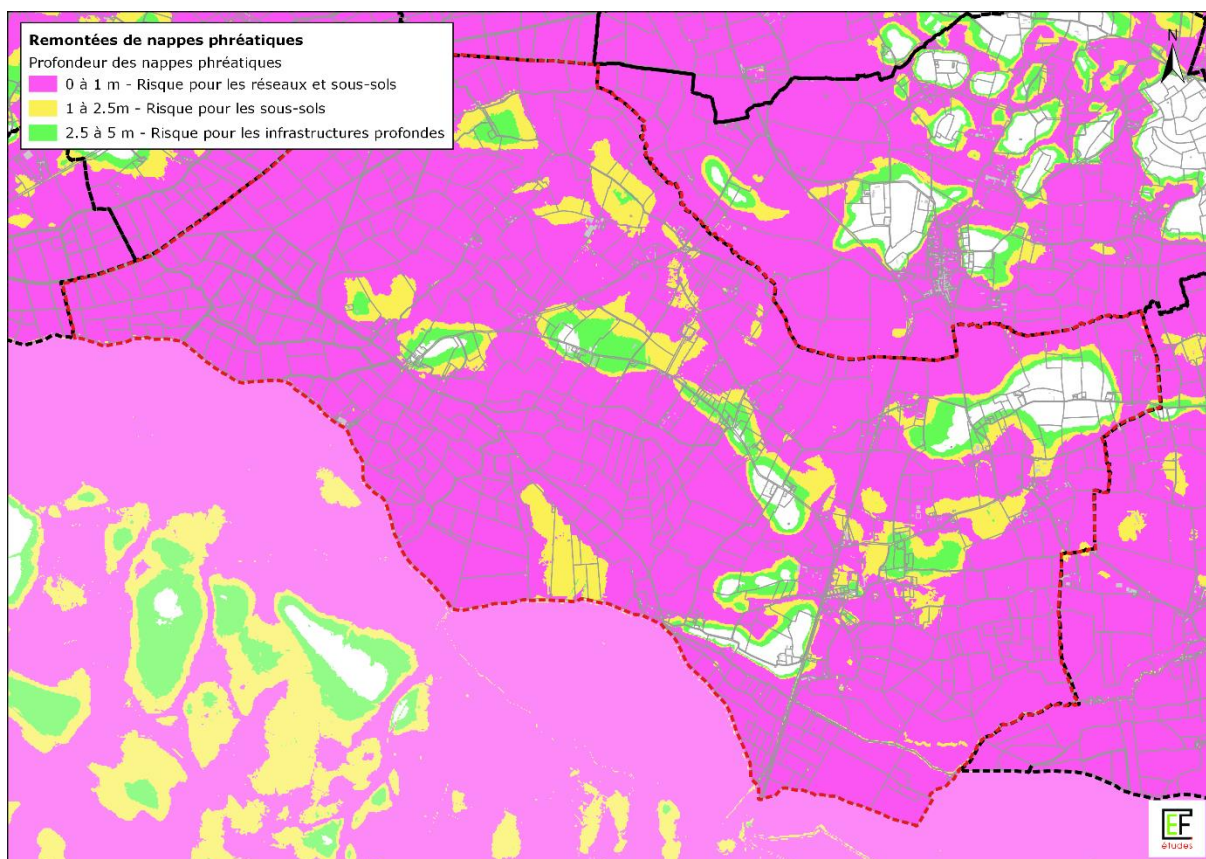 Remontées de nappes phréatiques
Profondeur des nappes phréatiques
0 à 1 m - Risque pour les réseaux et sous-sols
1 à 2.5m - Risque pour les sous-sols
2.5 à 5 m - Risque pour les infrastructures profondes
N
EF
études